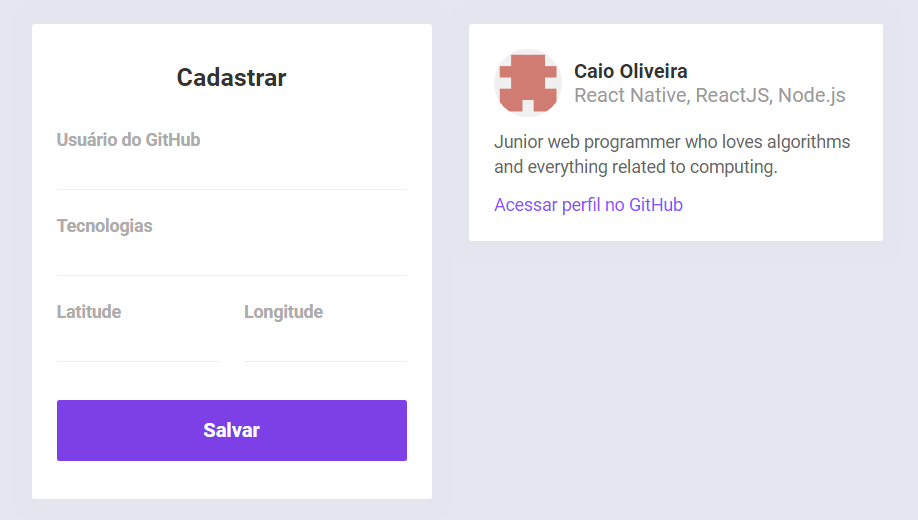 Cadastrar
Usuário do GitHub
Tecnologias
Latitude
Longitude
Salvar
Caio Oliveira
React Native, ReactJS, Node.js
Junior web programmer who loves algorithms
and everything related to computing.
Acessar perfil no GitHub